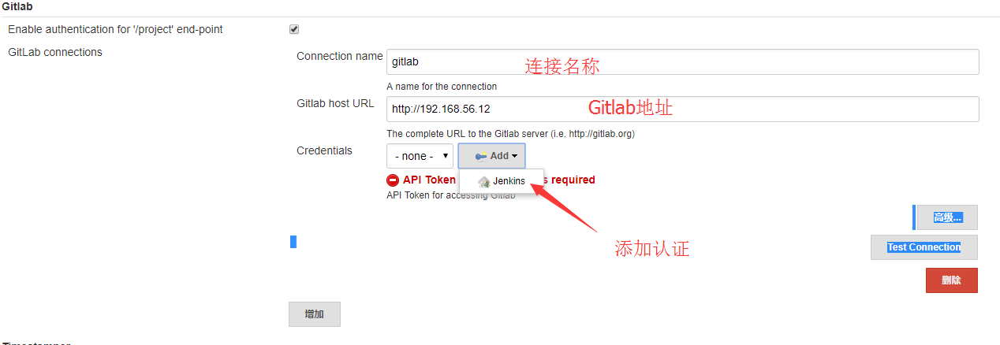 Gitlab
Enable authentication for '/project' end-point
GitLab connections
Connection name
gitlab
连接名称
A name for the connection
Gitlab host URL
http://192.168.56.12
Gitlab地址
The complete URL to the Gitlab server (i.e. http://gitlab.org)
Credentials
- none -
Add
API Token
required
Jenkins
API Token for accessing Gitlab
高级...
添加认证
Test Connection
删除
增加